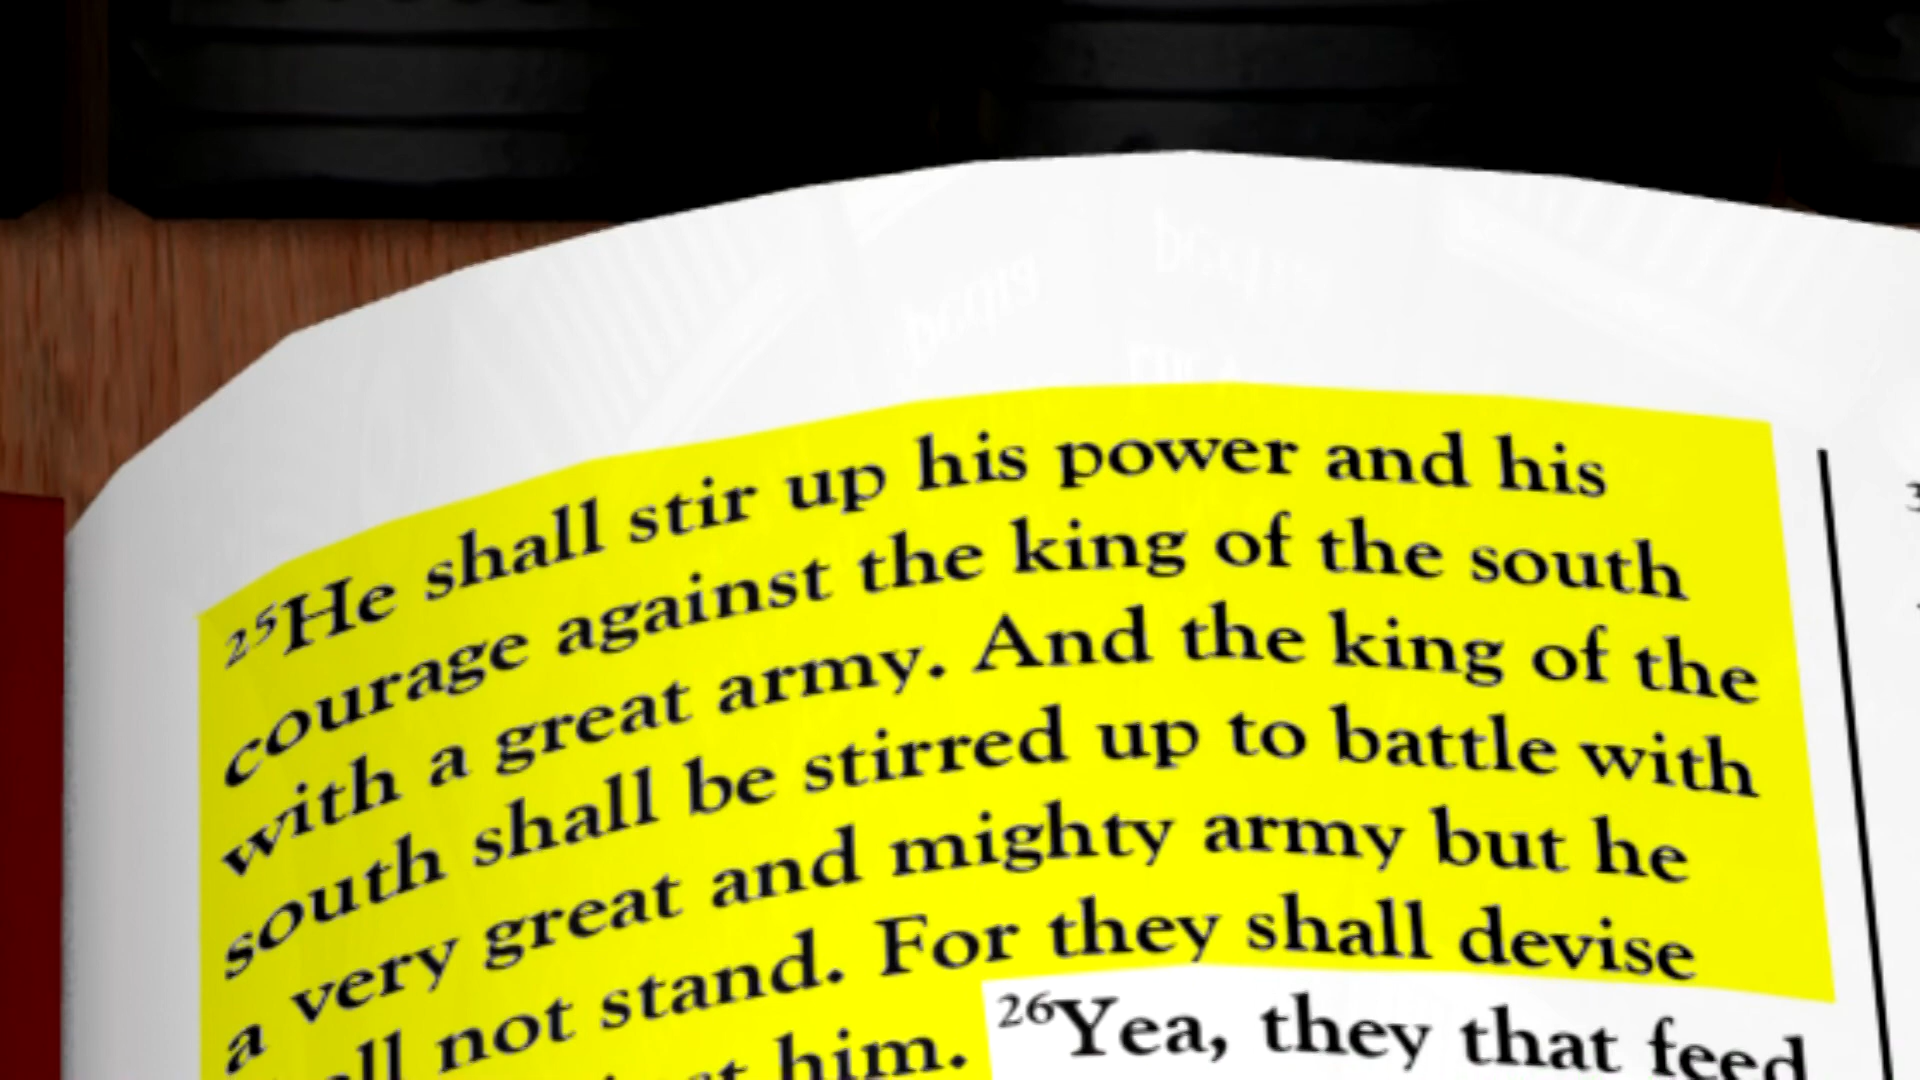 25He shall stir up his power and his
courage against the king of the south
with a great army. And the king of the
south shall be stirred up to battle with
a very great and mighty army but he
not stand. For they shall devise
him. 26Yea, they that feed